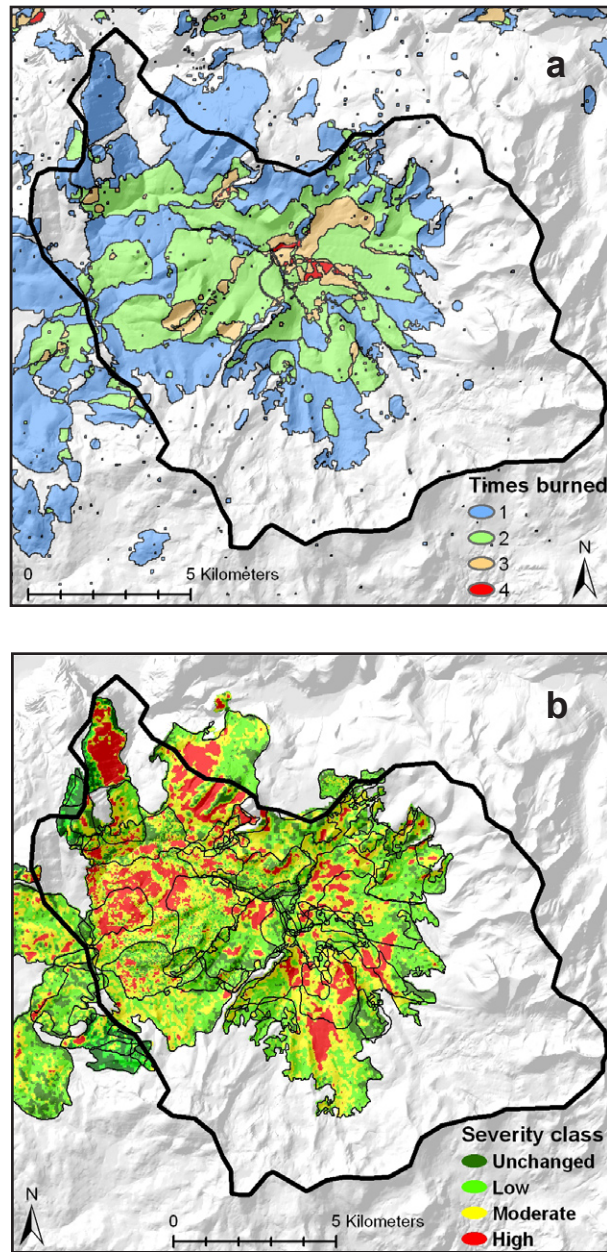 a
Times burned
1
2
3
4
0
5 Kilometers
N
b
Severity class
Unchanged
Low
Moderate
High
N
0
5 Kilometers